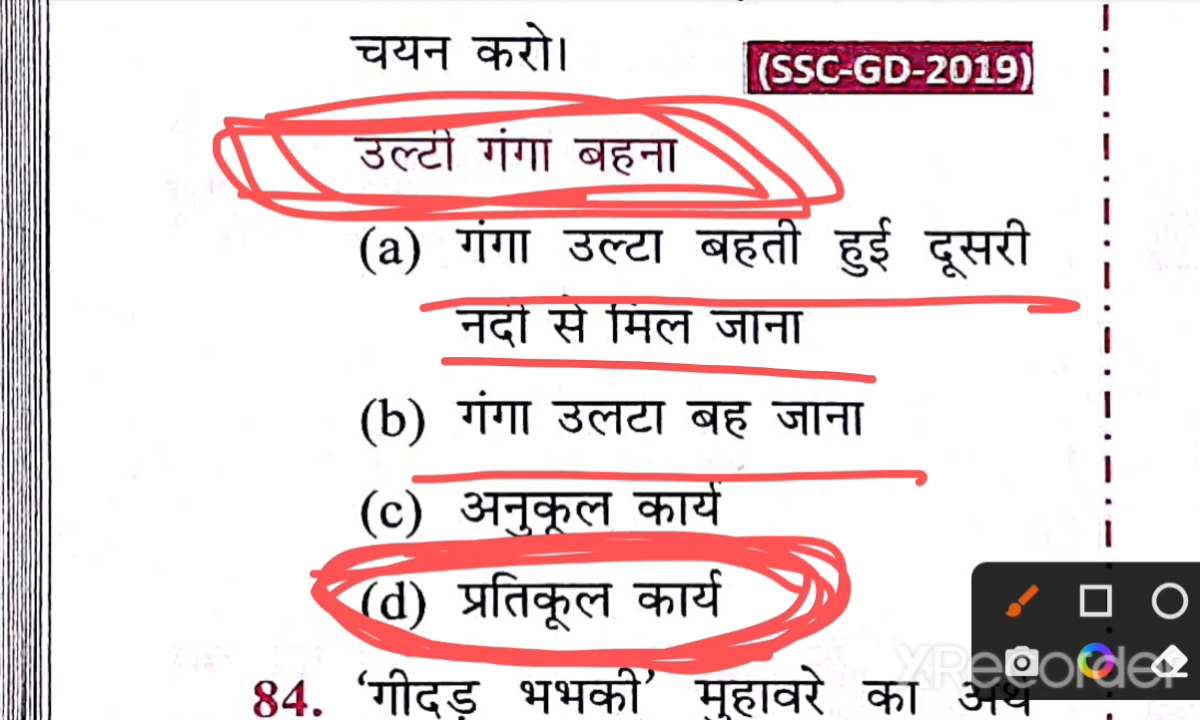 चयन करो।
(SSC-GD-2019)
उल्टी गंगा बहना
(a) गंगा उल्टा बहती हुई दूसरी
नदी से मिल जाना
(b) गंगा उलटा बह जाना
(c) अनुकूल कार्य
(d) प्रतिकूल कार्य
XRecorder
84. ‘गीदड़ भभकी’ मुहावरे का अर्थ